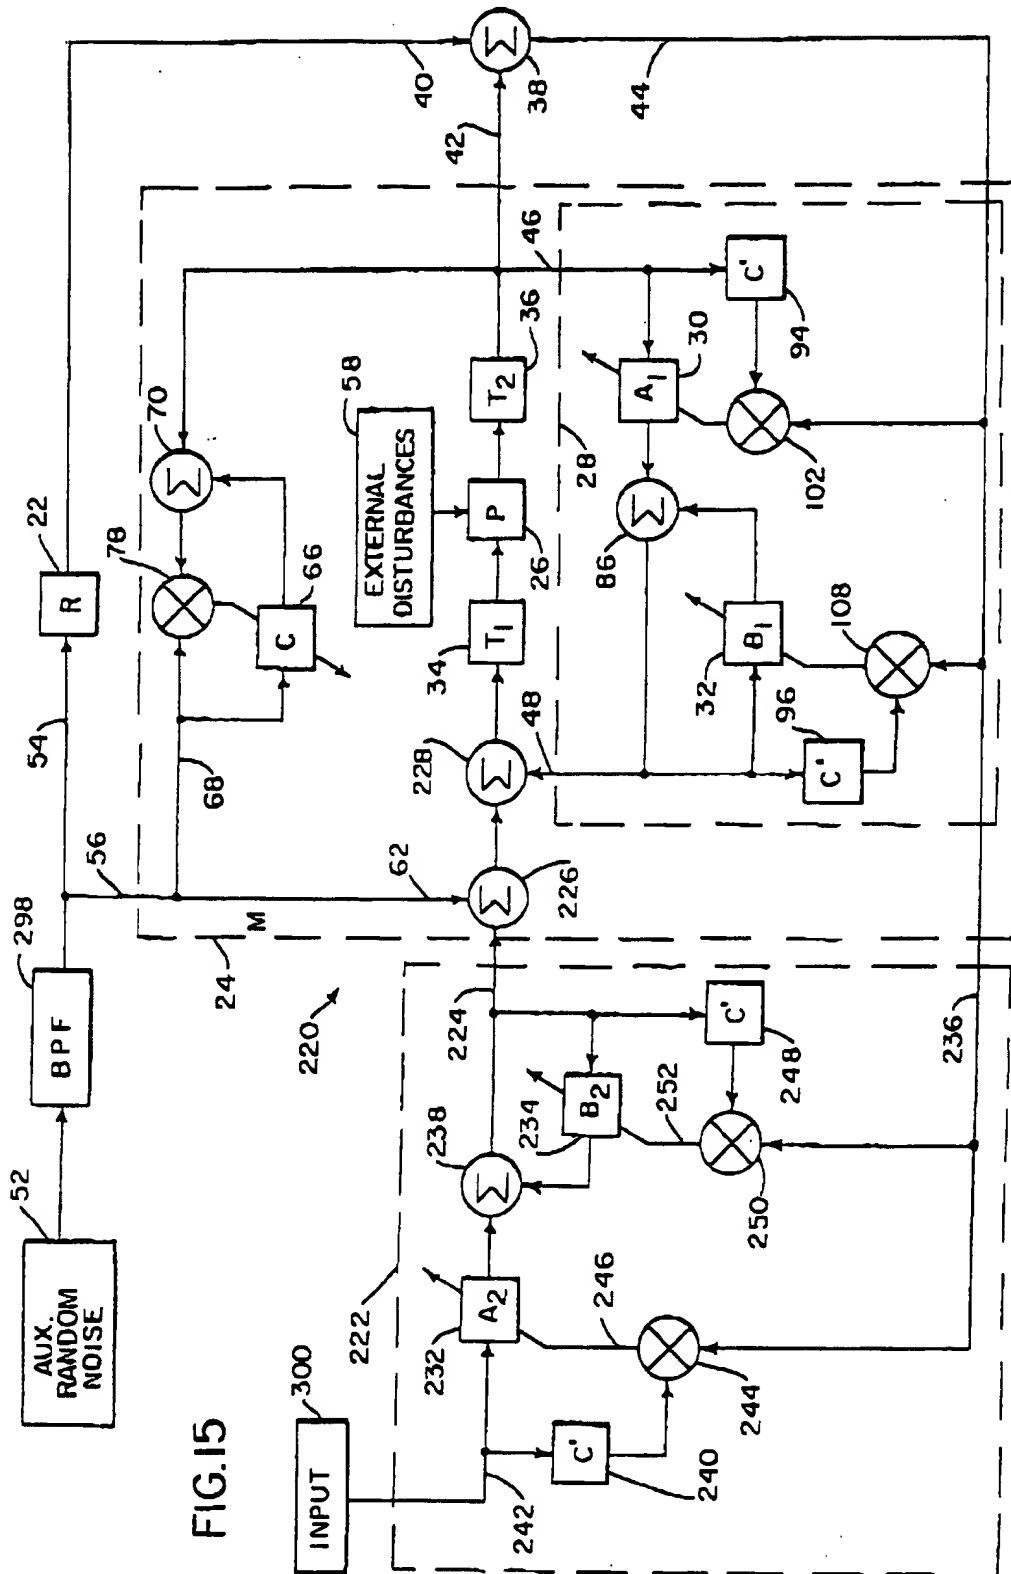 FIG.15
AUX.
RANDOM
NOISE
52
BPF
298
54
R
22
40
Σ
38
44
42
56
68
78
70
Σ
C
66
62
M
24
220
EXTERNAL
DISTURBANCES
58
Σ
226
Σ
228
T1
34
P
26
T2
36
46
48
28
A1
30
C'
94
102
Σ
86
B1
32
C'
96
108
INPUT
300
242
222
A2
232
C'
240
244
246
Σ
238
224
B2
234
C'
248
250
252
236